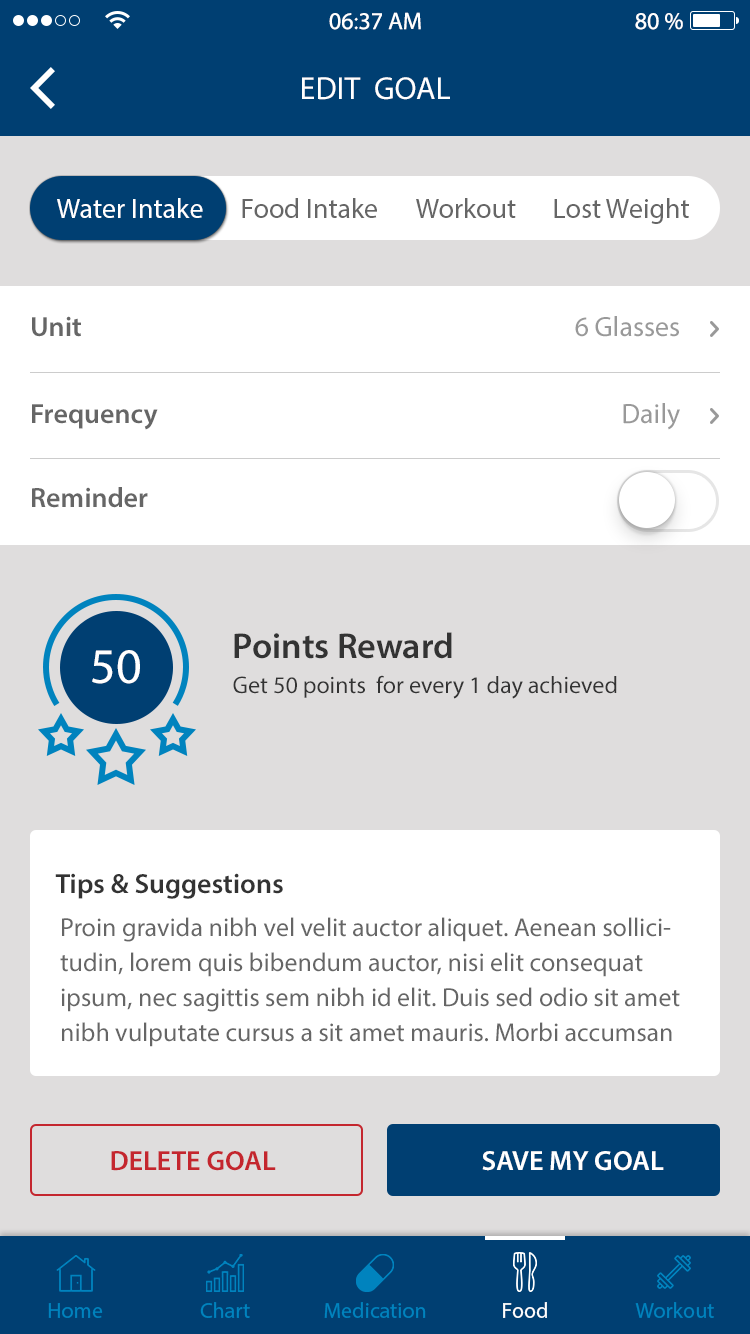 06:37 AM
80 %
EDIT GOAL
Water Intake Food Intake Workout Lost Weight
Unit 6 Glasses
Frequency Daily
Reminder
50
Points Reward
Get 50 points for every 1 day achieved
Tips & Suggestions
Proin gravida nibh vel velit auctor aliquet. Aenean sollici-
tudin, lorem quis bibendum auctor, nisi elit consequat
ipsum, nec sagittis sem nibh id elit. Duis sed odio sit amet
nibh vulputate cursus a sit amet mauris. Morbi accumsan
DELETE GOAL SAVE MY GOAL
Home Chart Medication Food Workout